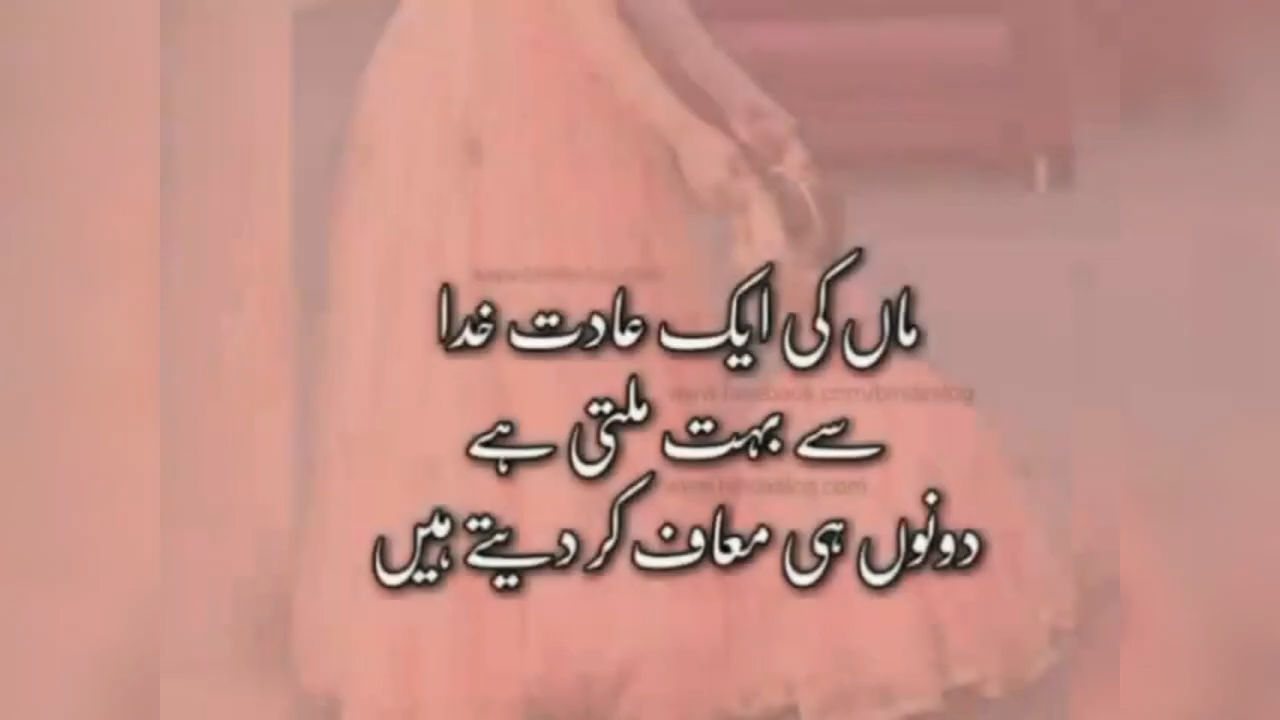 ماں کی ایک عادت خدا
سے بہت ملتی ہے
دونوں ہی معاف کر دیتے ہیں